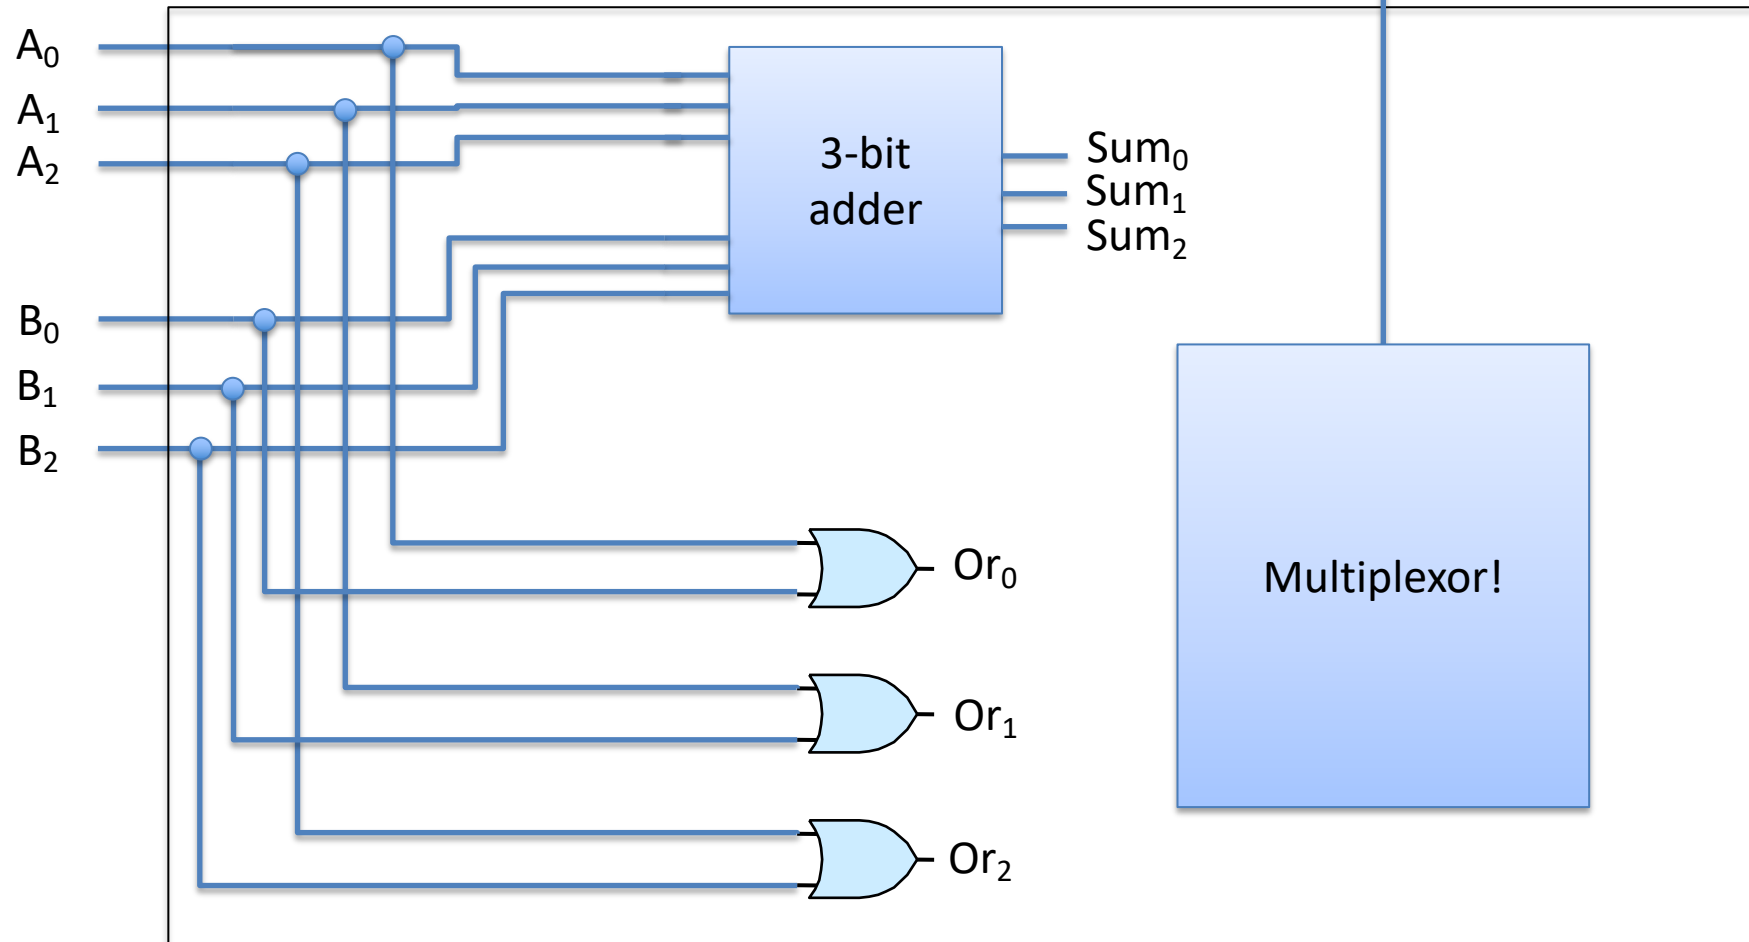 A₀
A₁
A₂
B₀
B₁
B₂
3-bit
adder
Sum₀
Sum₁
Sum₂
Or₀
Or₁
Or₂
Multiplexor!